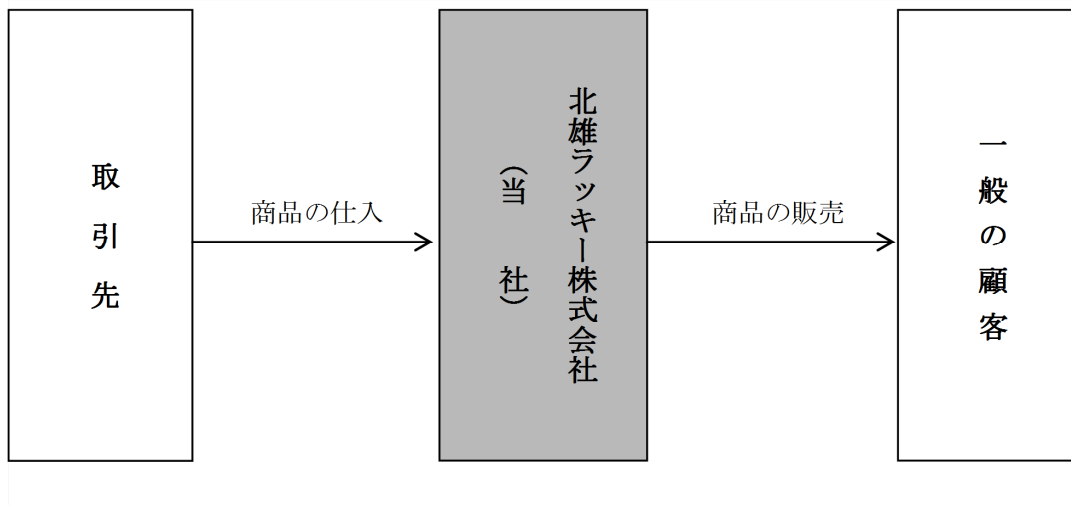 取引先
商品の仕入
北雄ラッキー株式会社
（当　　社）
商品の販売
一般の顧客